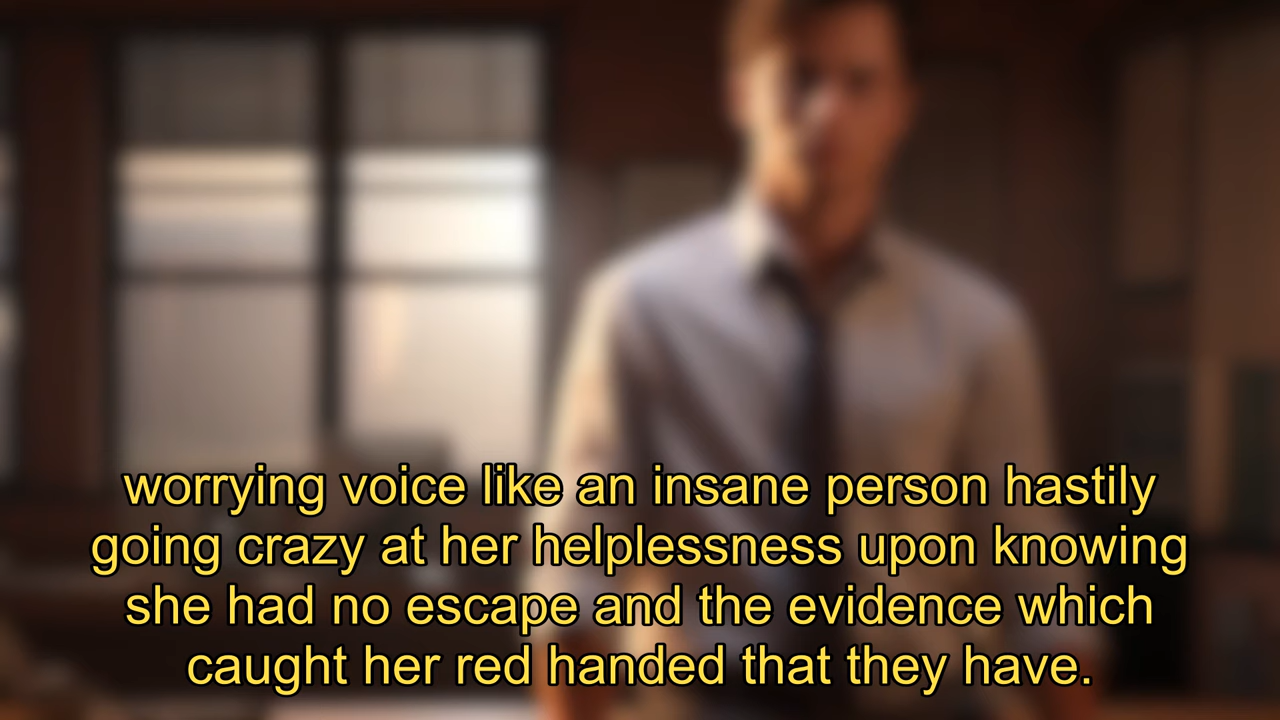 worrying voice like an insane person hastily
going crazy at her helplessness upon knowing
she had no escape and the evidence which
caught her red handed that they have.